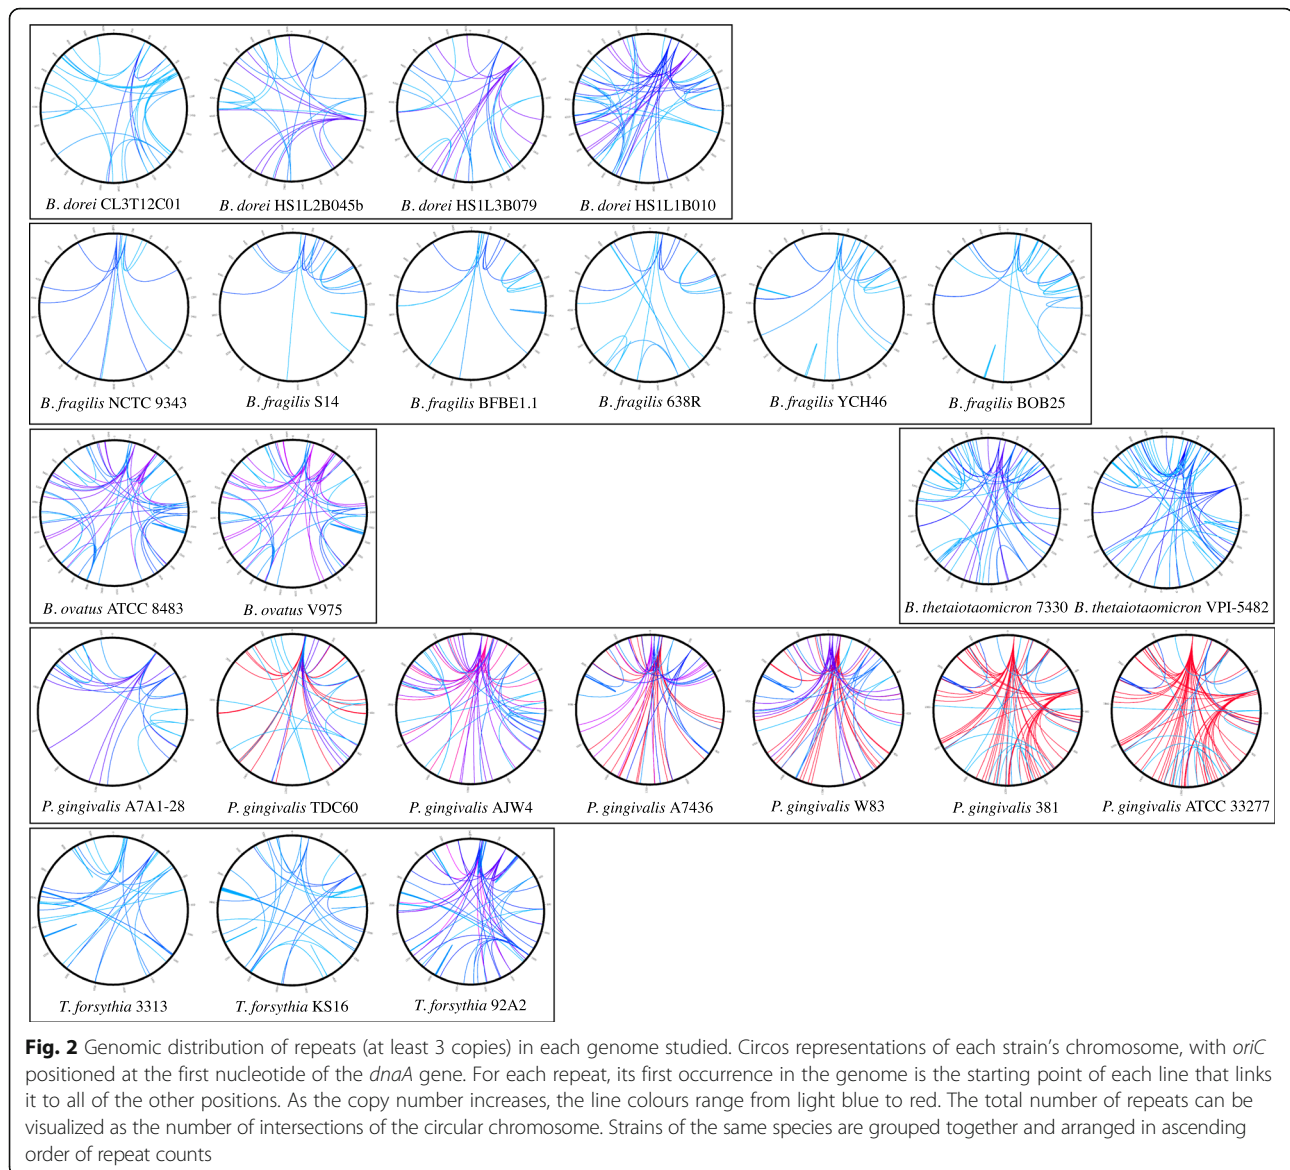 B. dorei CL3T12C01 B. dorei HS1L2B045b B. dorei HS1L3B079 B. dorei HS1L1B010
B. fragilis NCTC 9343 B. fragilis S14 B. fragilis BFBE1.1 B. fragilis 638R B. fragilis YCH46 B. fragilis BOB25
B. ovatus ATCC 8483 B. ovatus V975 B. thetaiotaomicron 7330 B. thetaiotaomicron VPI-5482
P. gingivalis A7A1-28 P. gingivalis TDC60 P. gingivalis AJW4 P. gingivalis A7436 P. gingivalis W83 P. gingivalis 381 P. gingivalis ATCC 33277
T. forsythia 3313 T. forsythia KS16 T. forsythia 92A2
Fig. 2 Genomic distribution of repeats (at least 3 copies) in each genome studied. Circos representations of each strain's chromosome, with oriC
positioned at the first nucleotide of the dnaA gene. For each repeat, its first occurrence in the genome is the starting point of each line that links
it to all of the other positions. As the copy number increases, the line colours range from light blue to red. The total number of repeats can be
visualized as the number of intersections of the circular chromosome. Strains of the same species are grouped together and arranged in ascending
order of repeat counts